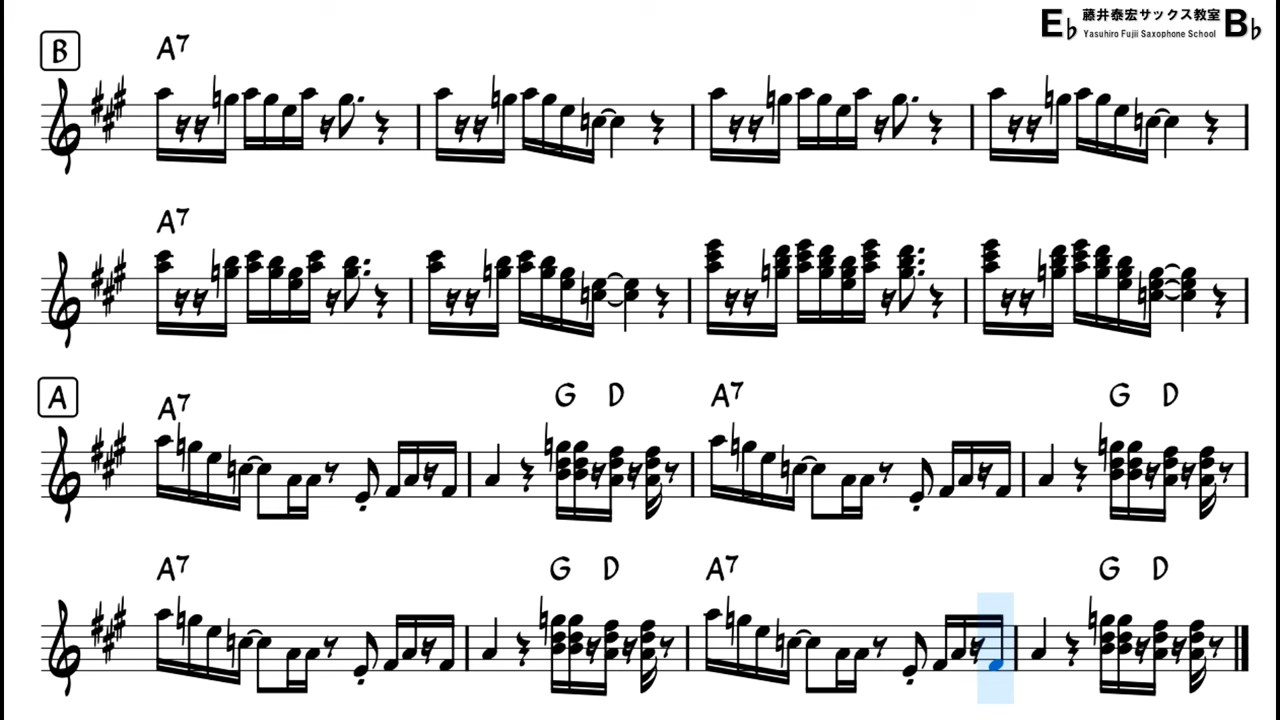 E♭ 藤井泰宏サックス教室 B♭
Yasuhiro Fujii Saxophone School
B A7
A7
A A7 G D A7 G D
A7 G D A7 G D